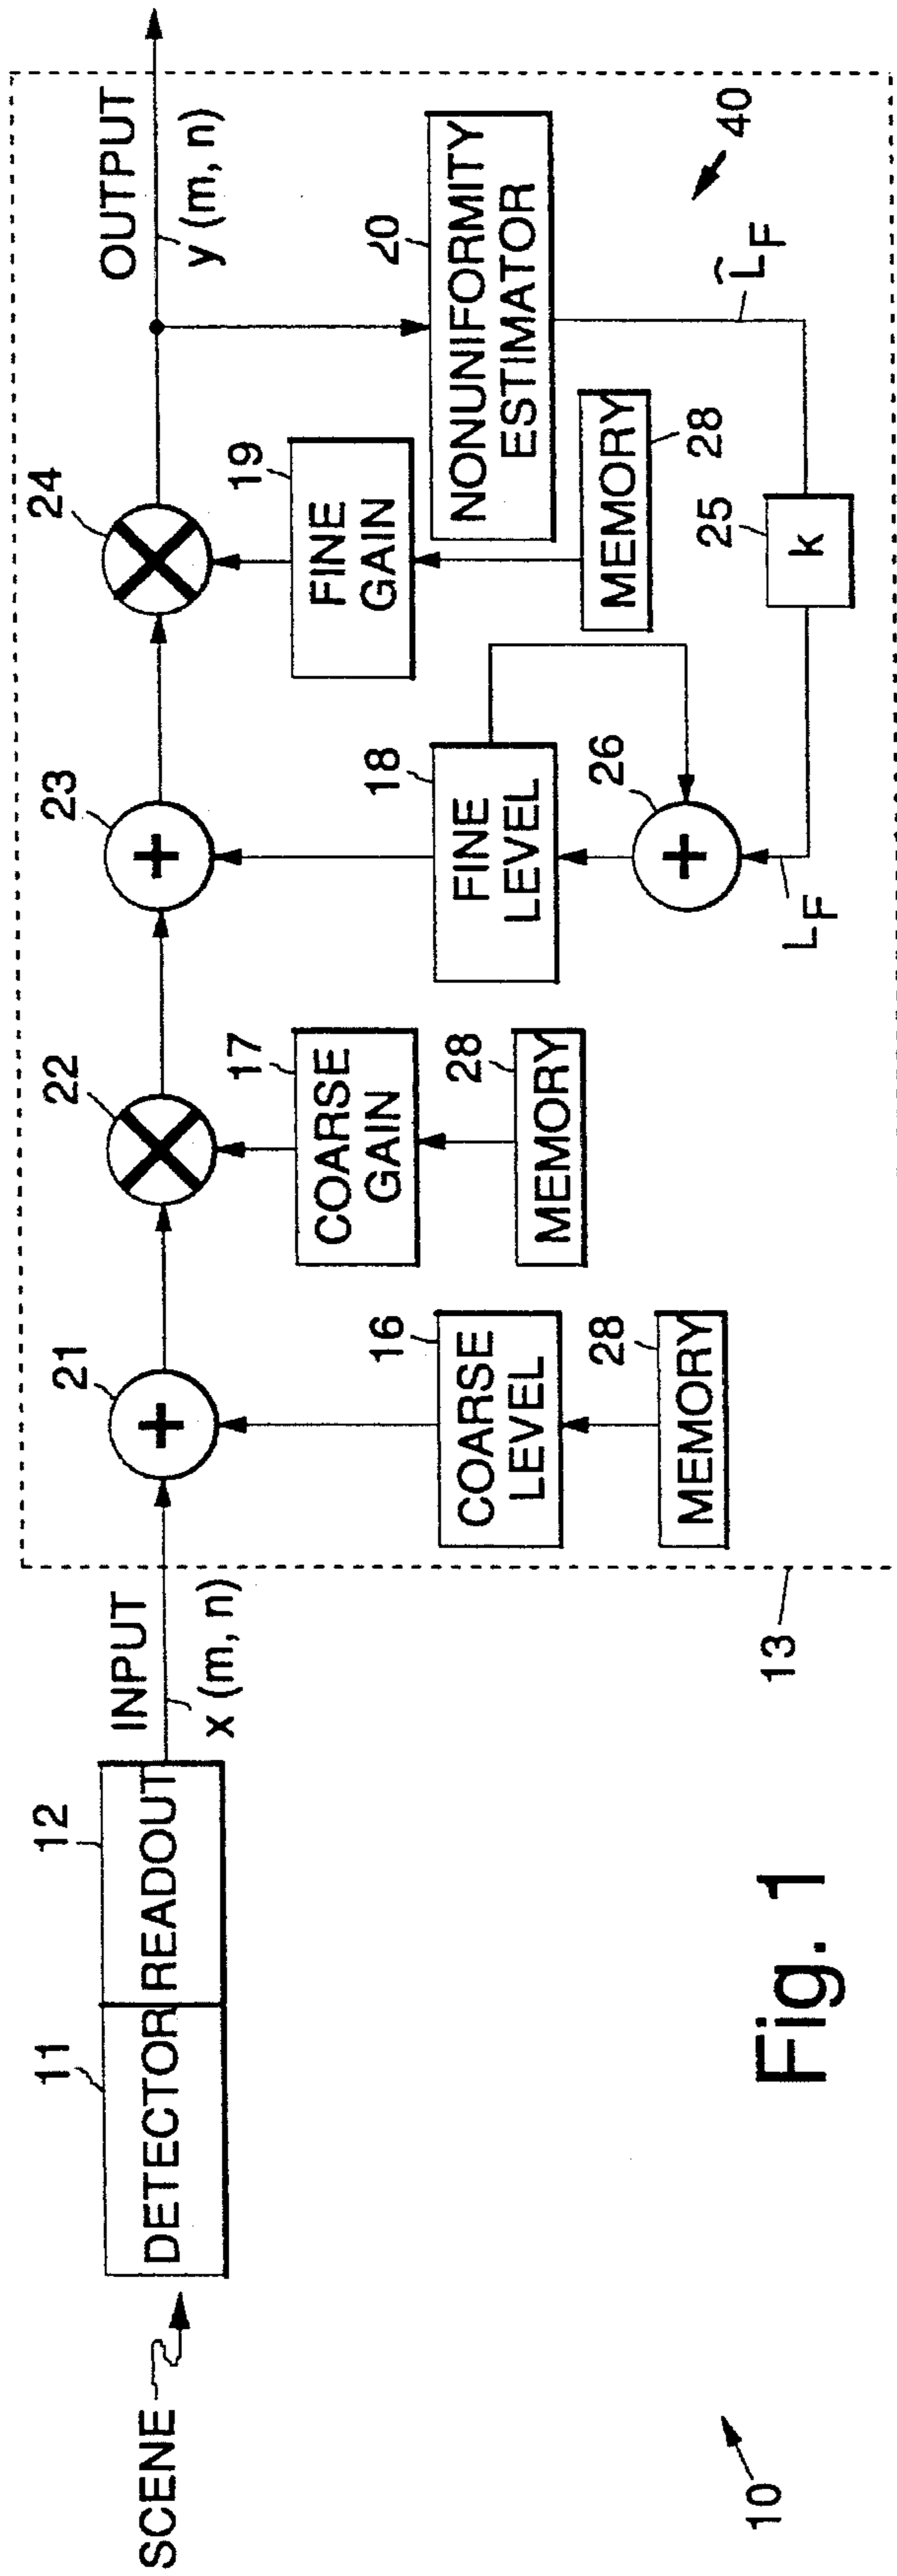 SCENE
10
11
12
DETECTOR
READOUT
INPUT
x (m, n)
13
21
22
23
24
OUTPUT
y (m, n)
16
COARSE
LEVEL
28
MEMORY
17
COARSE
GAIN
28
MEMORY
18
FINE
LEVEL
26
+
+
+
L_F
19
FINE
GAIN
MEMORY
28
20
NONUNIFORMITY
ESTIMATOR
25
k
L̂_F
40
Fig. 1